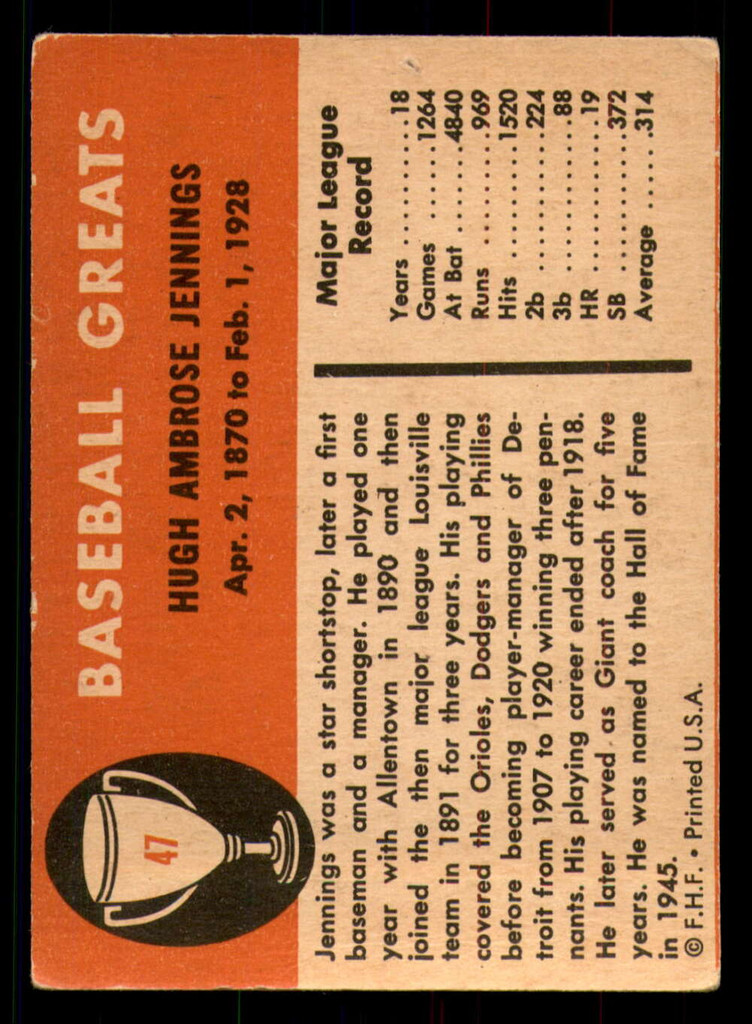 BASEBALL GREATS
47
HUGH AMBROSE JENNINGS
Apr. 2, 1870 to Feb. 1, 1928
Jennings was a star shortstop, later a first
baseman and a manager. He played one
year with Allentown in 1890 and then
joined the then major league Louisville
team in 1891 for three years. His playing
covered the Orioles, Dodgers and Phillies
before becoming player-manager of De-
troit from 1907 to 1920 winning three pen-
nants. His playing career ended after 1918.
He later served as Giant coach for five
years. He was named to the Hall of Fame
in 1945.
© F.H.F. • Printed U.S.A.
Major League
Record
Years ............ 18
Games ....... 1264
At Bat ........ 4840
Runs .......... 969
Hits ........... 1520
2b ............. 224
3b ............... 88
HR .............. 19
SB ............. 372
Average ...... .314